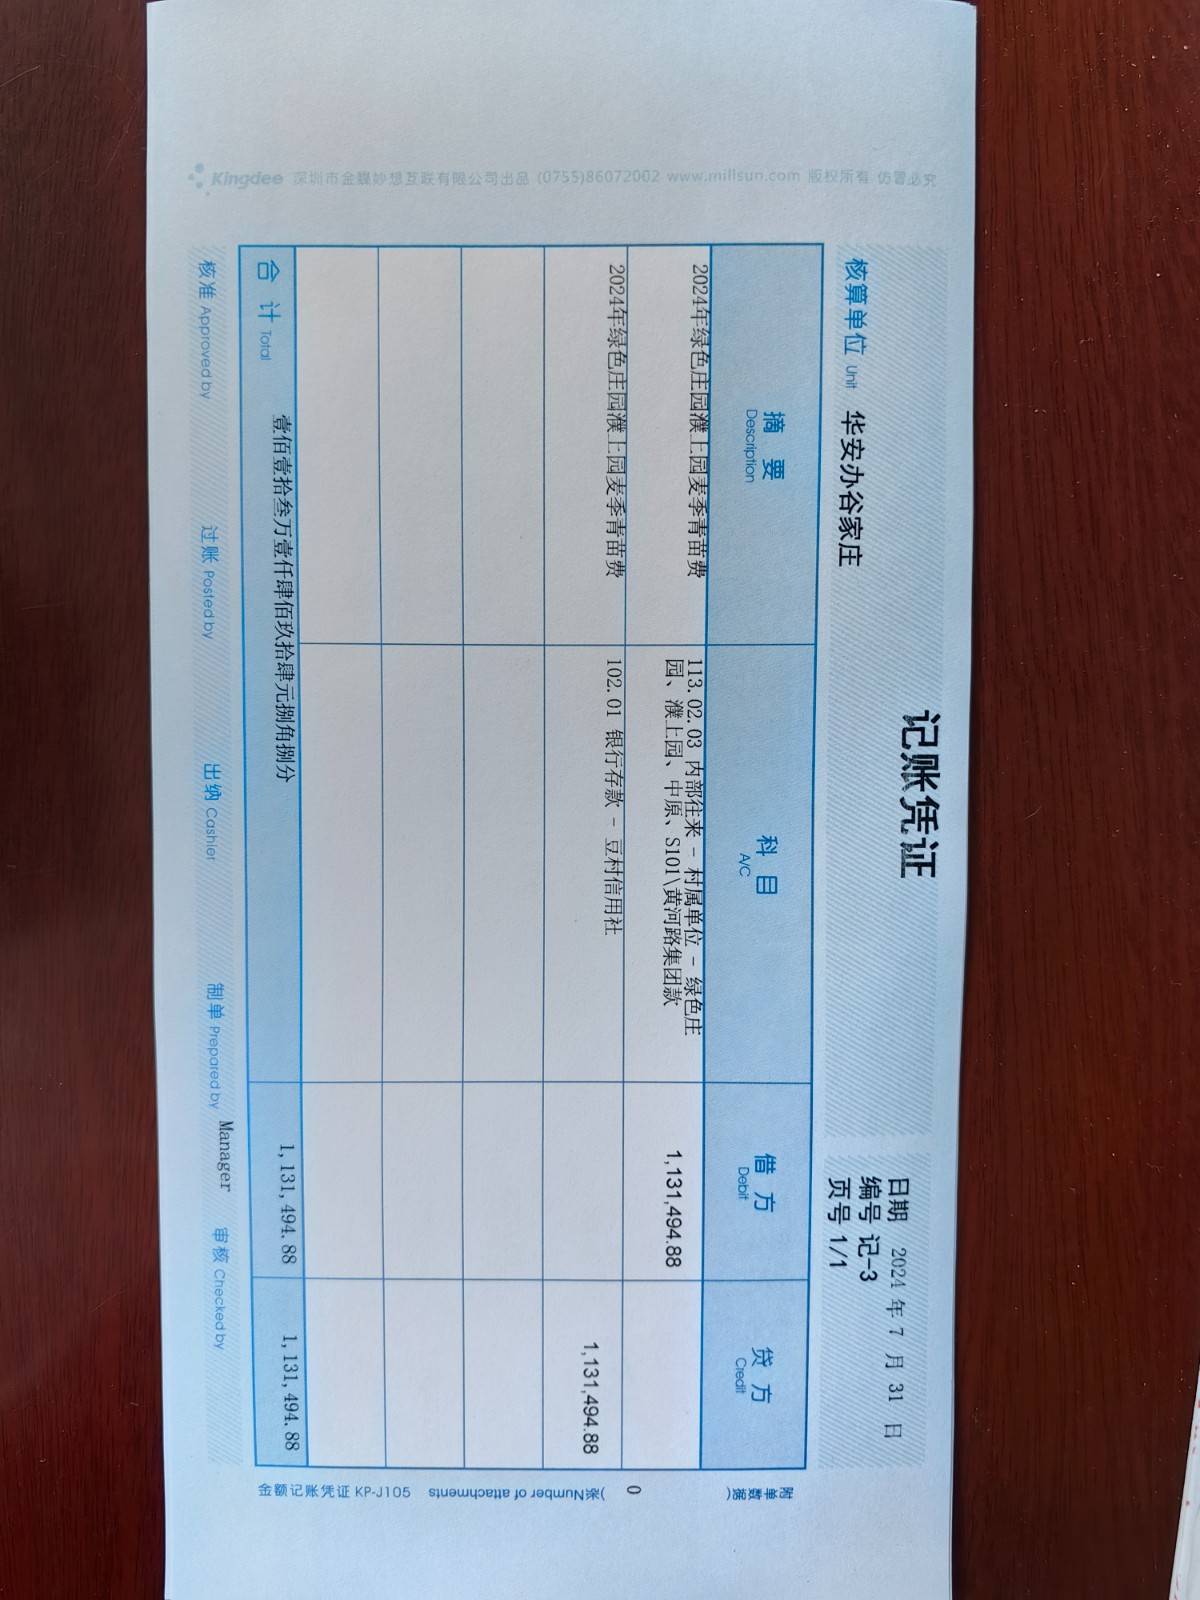 记账凭证
日期 2024 年 7 月 31 日
编号 记-3
页号 1/1
核算单位 Unit 华安办谷家庄
摘 要 科 目 借 方 贷 方
Description A/C Debit Credit
2024年绿色庄园濮上园麦季青苗费 113.02.03 内部往来 - 村属单位 - 绿色庄
园、濮上园、中原、S101\黄河路集团款 1,131,494.88
2024年绿色庄园濮上园麦季青苗费 102.01 银行存款 - 豆村信用社 1,131,494.88
合 计 Total 壹佰壹拾叁万壹仟肆佰玖拾肆元捌角捌分 1,131,494.88 1,131,494.88
核准 Approved by 过账 Posted by 出纳 Cashier 制单 Prepared by Manager 审核 Checked by
附单数据( 0 )张 Number of attachments
金额记账凭证 KP-J105
Kingdee 深圳市金蝶妙想互联有限公司出品 (0755)86072002 www.millsun.com 版权所有 仿冒必究